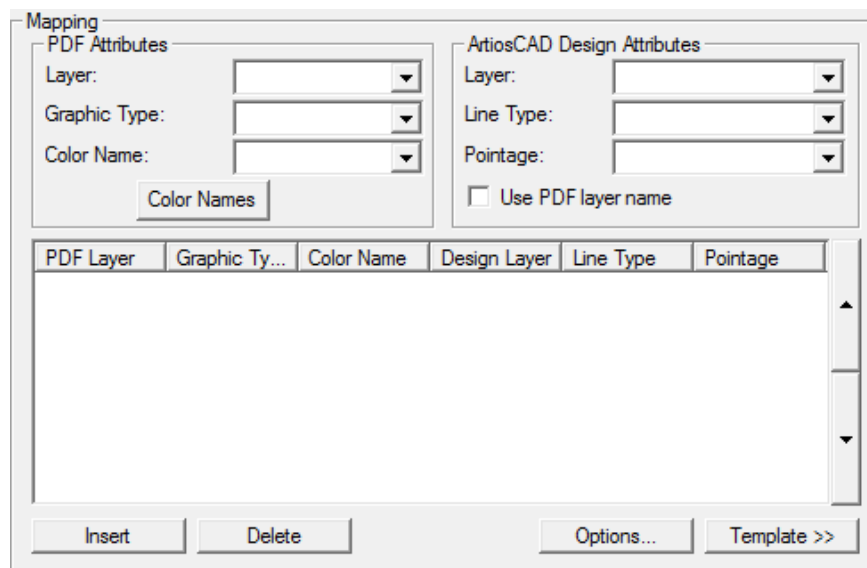 Mapping
PDF Attributes
Layer:
Graphic Type:
Color Name:
Color Names
ArtiosCAD Design Attributes
Layer:
Line Type:
Pointage:
Use PDF layer name
PDF Layer Graphic Ty... Color Name Design Layer Line Type Pointage
Insert Delete Options... Template >>